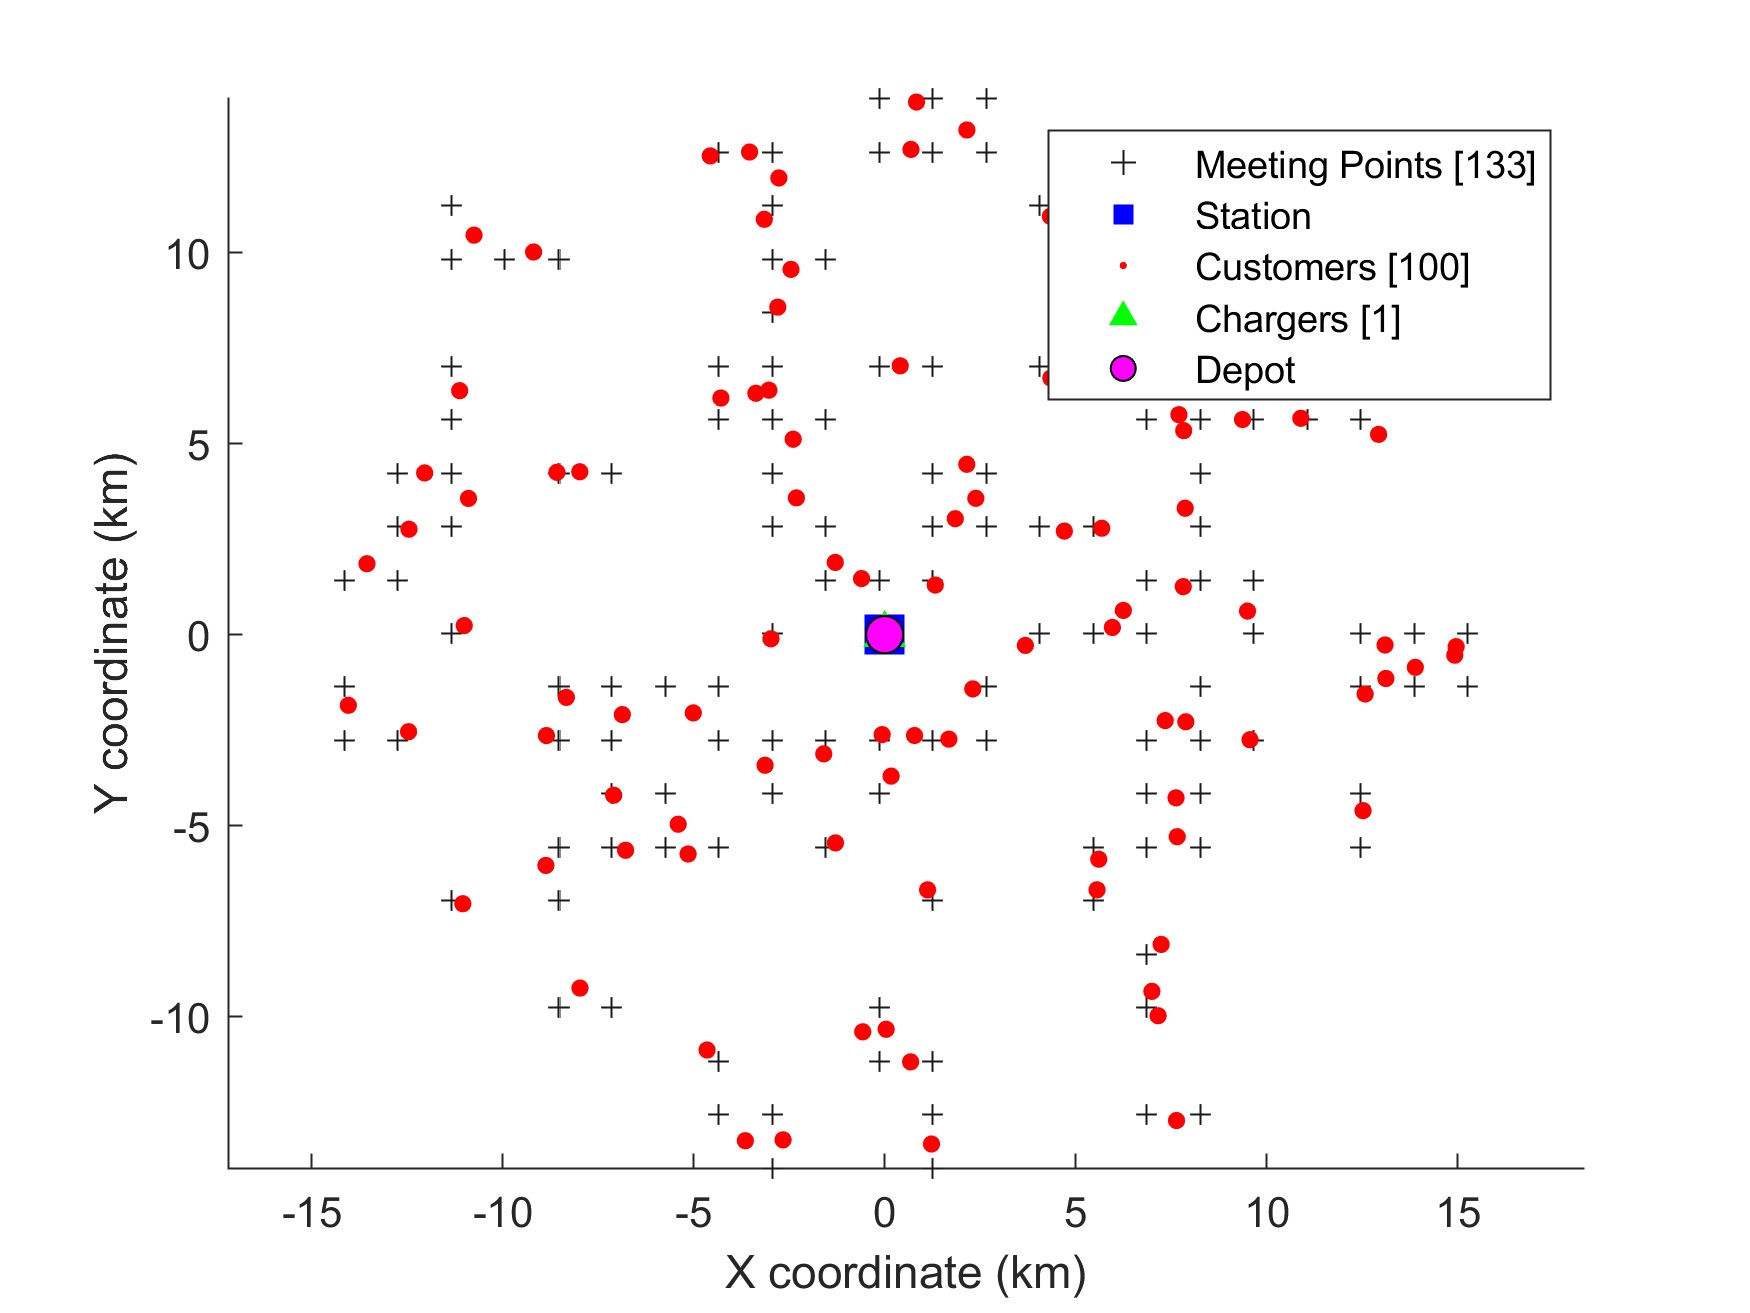 Meeting Points [133]
Station
Customers [100]
Chargers [1]
Depot
10
5
0
-5
-10
Y coordinate (km)
-15 -10 -5 0 5 10 15
X coordinate (km)